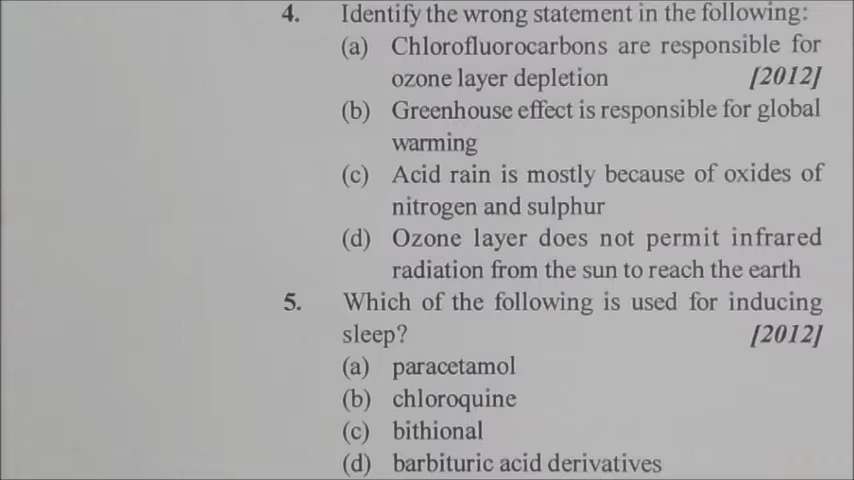 4. Identify the wrong statement in the following:
(a) Chlorofluorocarbons are responsible for
ozone layer depletion [2012]
(b) Greenhouse effect is responsible for global
warming
(c) Acid rain is mostly because of oxides of
nitrogen and sulphur
(d) Ozone layer does not permit infrared
radiation from the sun to reach the earth
5. Which of the following is used for inducing
sleep? [2012]
(a) paracetamol
(b) chloroquine
(c) bithional
(d) barbituric acid derivatives